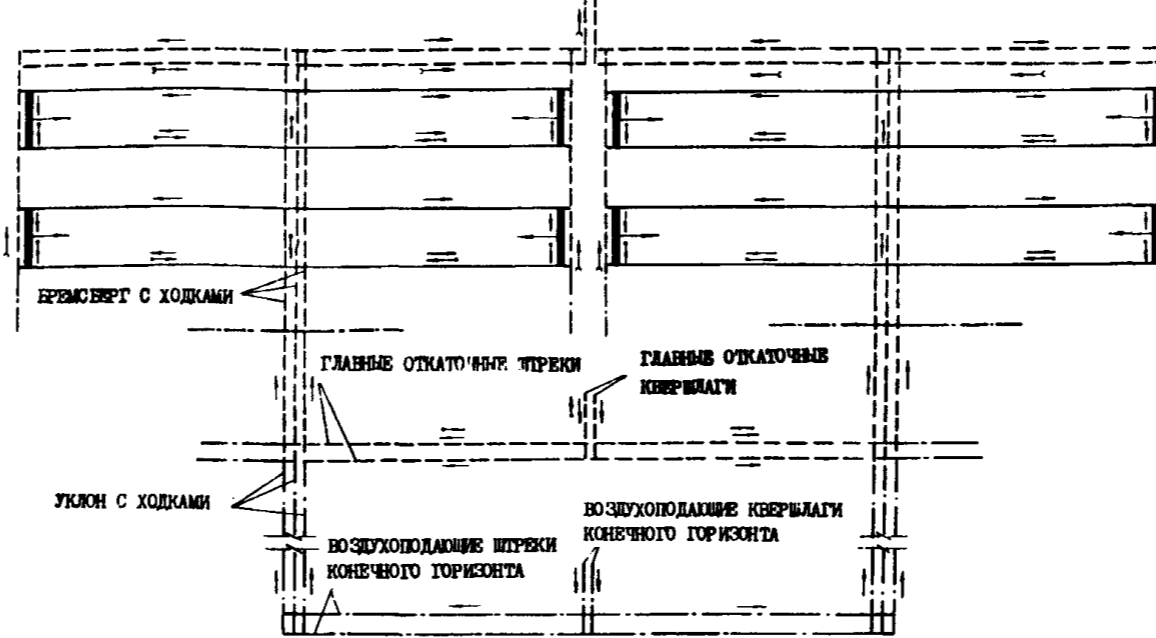 БРЕМСБЕРГ С ХОДКАМИ
ГЛАВНЫЕ ОТКАТОЧНЫЕ ШТРЕКИ
ГЛАВНЫЕ ОТКАТОЧНЫЕ
КВЕРШЛАГИ
УКЛОН С ХОДКАМИ
ВОЗДУХОПОДАЮЩИЕ КВЕРШЛАГИ
КОНЕЧНОГО ГОРИЗОНТА
ВОЗДУХОПОДАЮЩИЕ ШТРЕКИ
КОНЕЧНОГО ГОРИЗОНТА